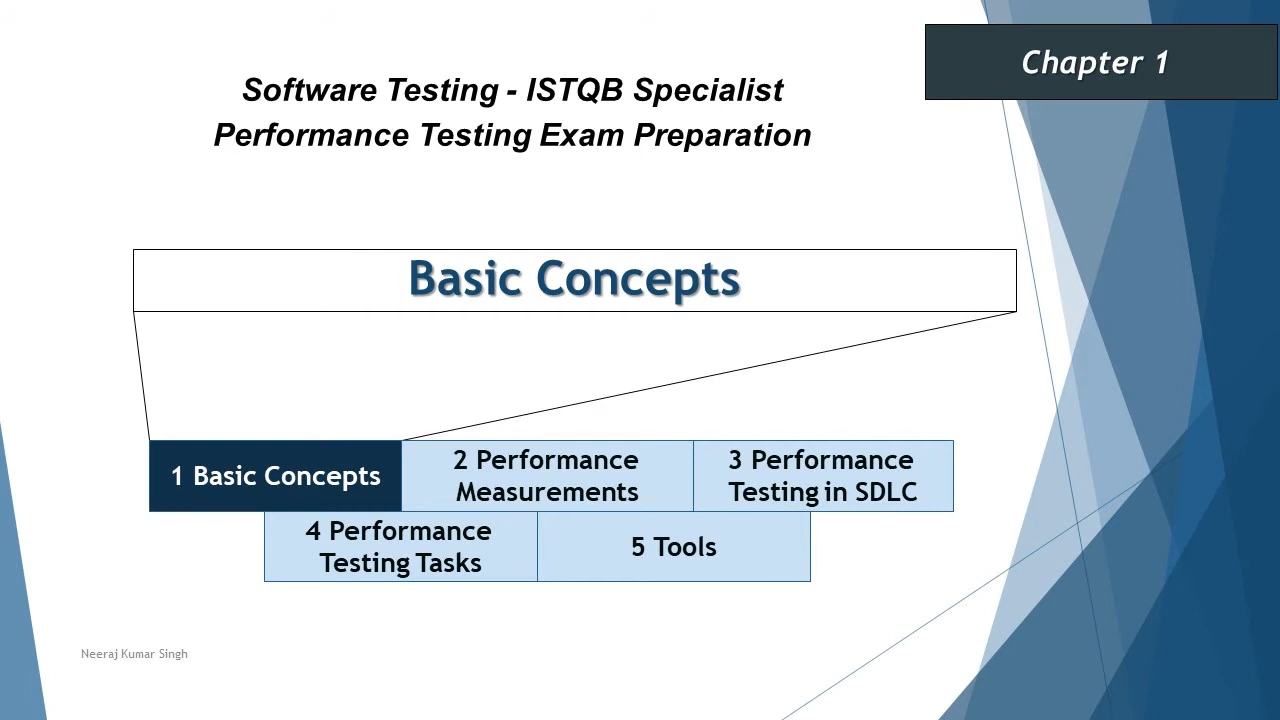 Chapter 1
Software Testing - ISTQB Specialist
Performance Testing Exam Preparation
Basic Concepts
1 Basic Concepts
2 Performance
Measurements
3 Performance
Testing in SDLC
4 Performance
Testing Tasks
5 Tools
Neeraj Kumar Singh